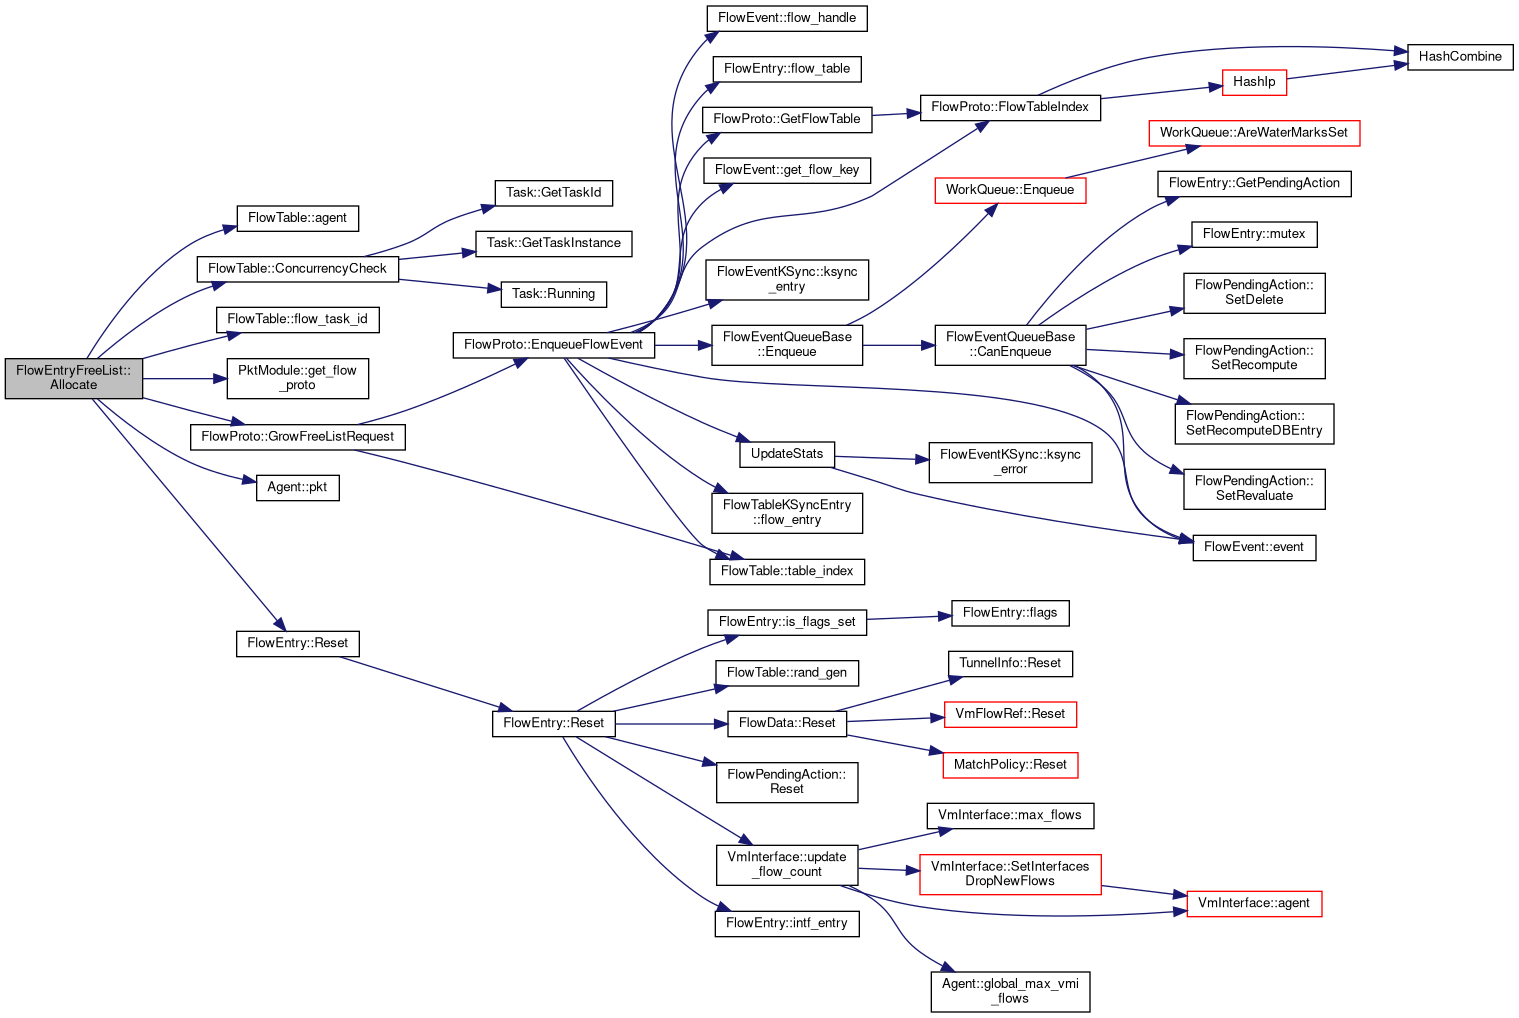 FlowEntryFreeList::
Allocate
FlowTable::agent
FlowTable::ConcurrencyCheck
FlowTable::flow_task_id
PktModule::get_flow
_proto
FlowProto::GrowFreeListRequest
Agent::pkt
FlowEntry::Reset
Task::GetTaskId
Task::GetTaskInstance
Task::Running
FlowProto::EnqueueFlowEvent
FlowEntry::Reset
FlowEvent::flow_handle
FlowEntry::flow_table
FlowProto::GetFlowTable
FlowEvent::get_flow_key
FlowEventKSync::ksync
_entry
FlowEventQueueBase
::Enqueue
UpdateStats
FlowTableKSyncEntry
::flow_entry
FlowTable::table_index
FlowEntry::is_flags_set
FlowTable::rand_gen
FlowData::Reset
FlowPendingAction::
Reset
VmInterface::update
_flow_count
FlowEntry::intf_entry
FlowProto::FlowTableIndex
WorkQueue::Enqueue
FlowEventQueueBase
::CanEnqueue
FlowEventKSync::ksync
_error
FlowEntry::flags
TunnelInfo::Reset
VmFlowRef::Reset
MatchPolicy::Reset
VmInterface::max_flows
VmInterface::SetInterfaces
DropNewFlows
Agent::global_max_vmi
_flows
HashIp
WorkQueue::AreWaterMarksSet
FlowEntry::GetPendingAction
FlowEntry::mutex
FlowPendingAction::
SetDelete
FlowPendingAction::
SetRecompute
FlowPendingAction::
SetRecomputeDBEntry
FlowPendingAction::
SetRevaluate
FlowEvent::event
VmInterface::agent
HashCombine